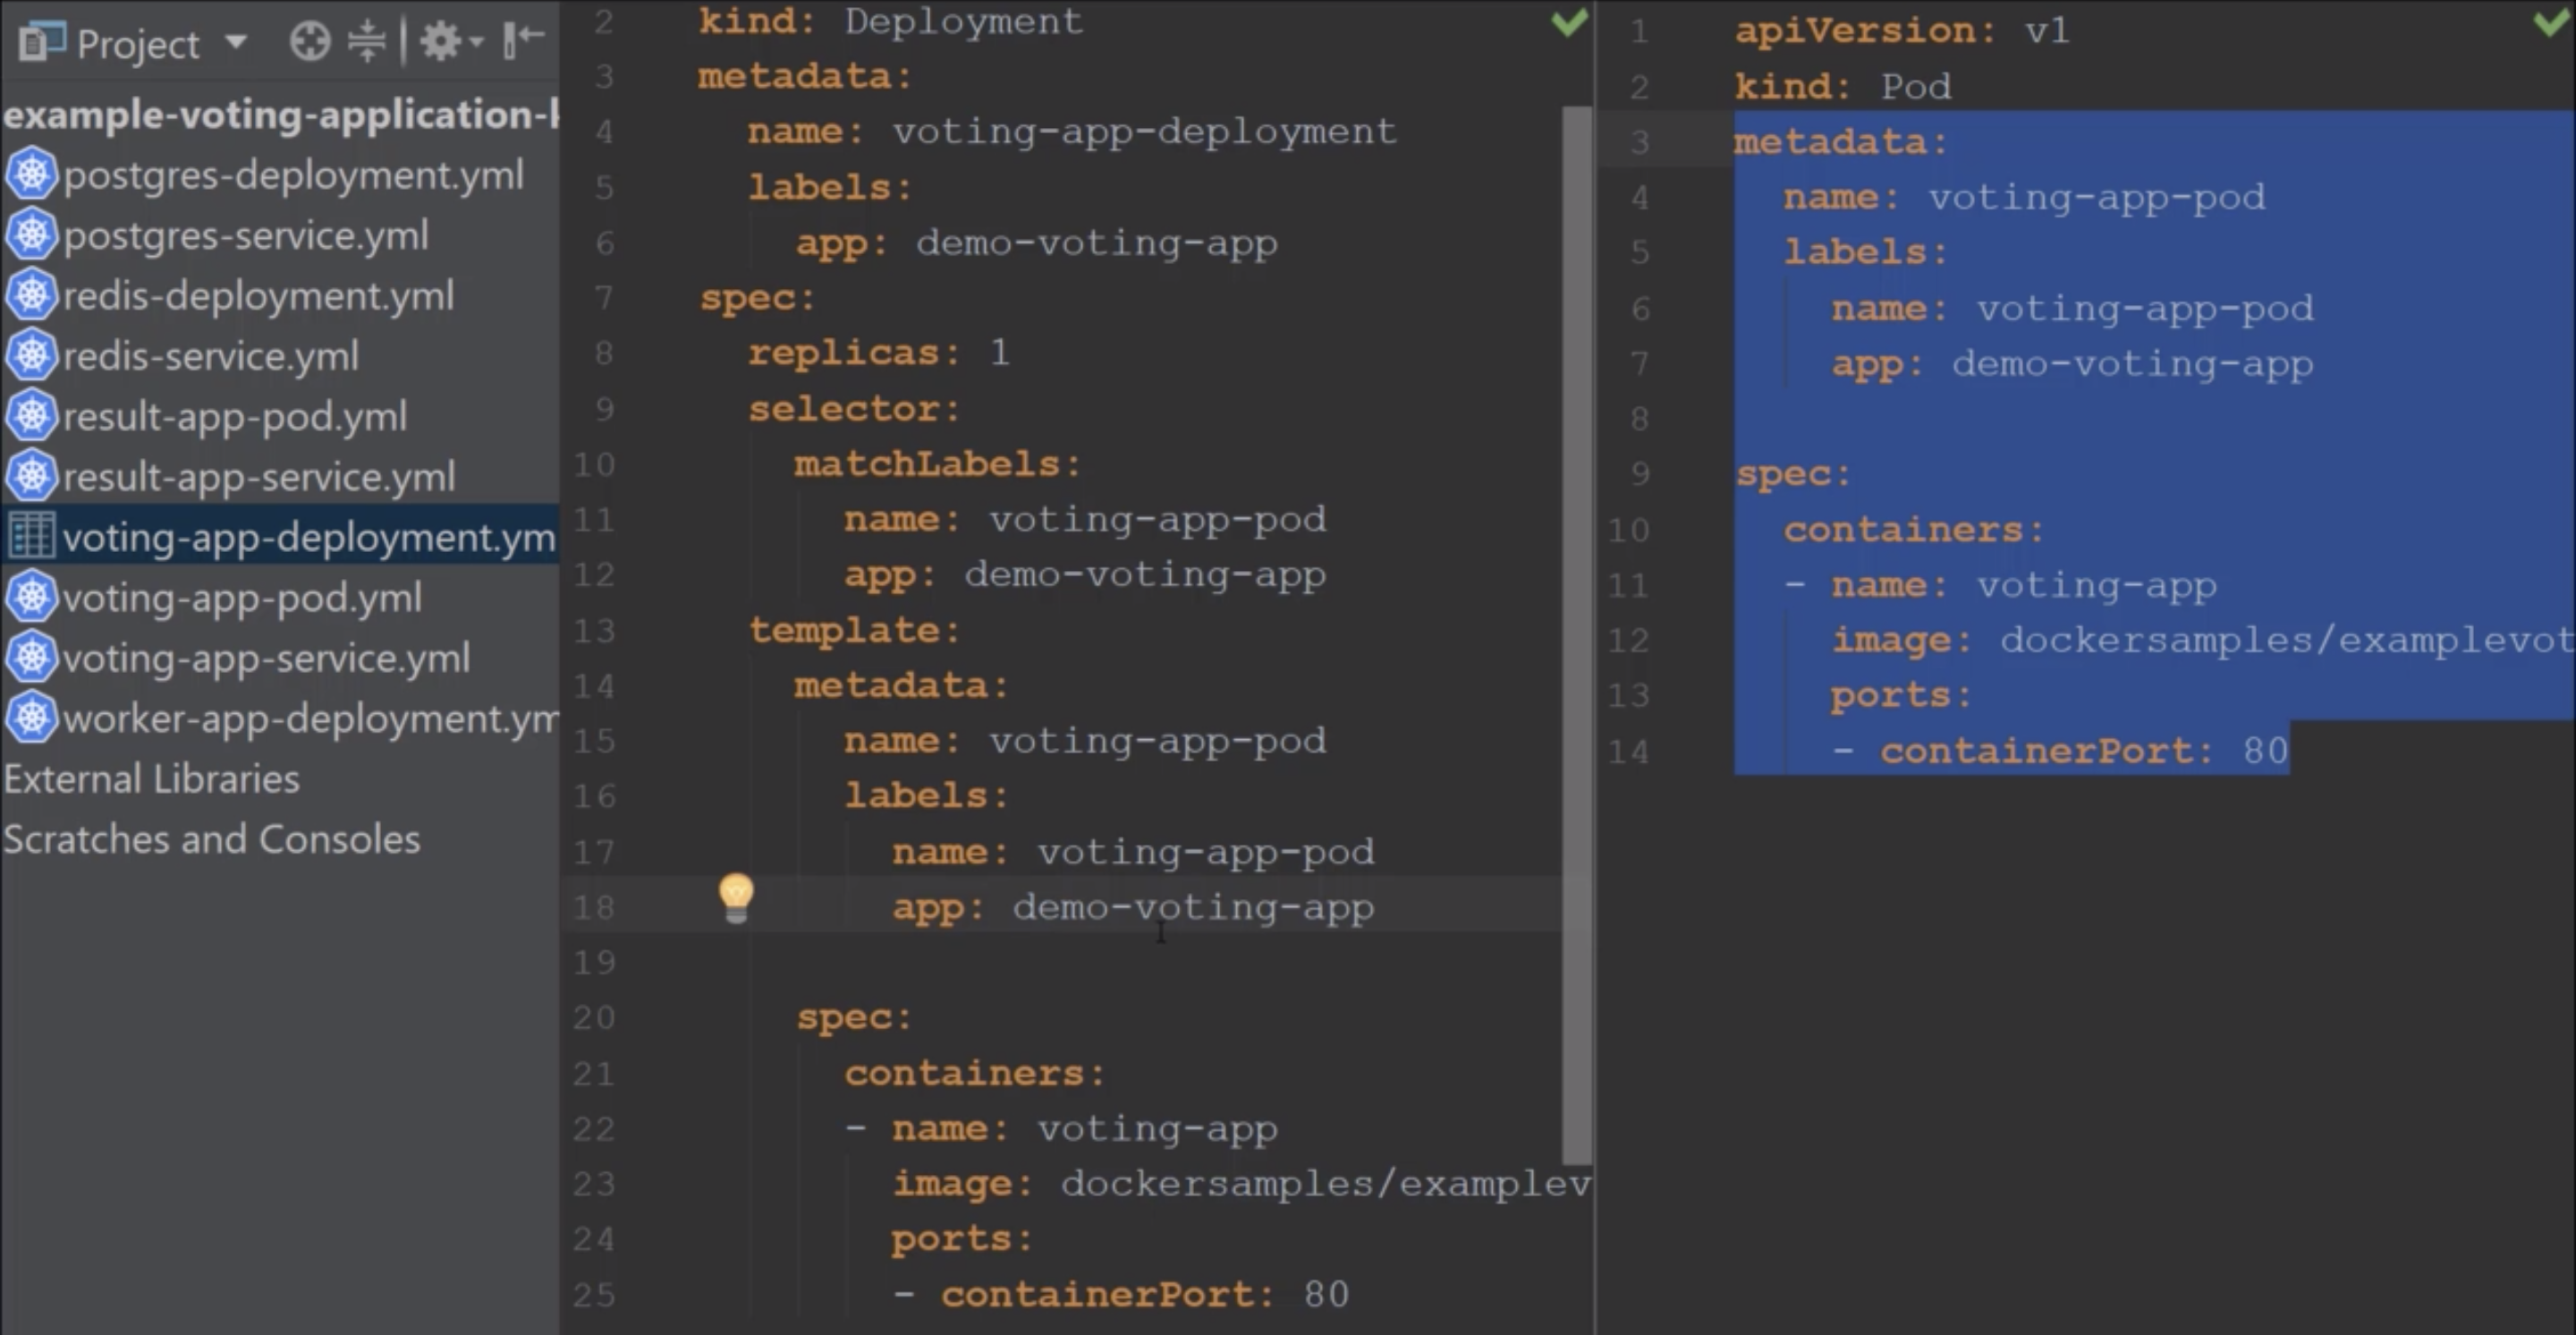 Project
example-voting-application-
postgres-deployment.yml
postgres-service.yml
redis-deployment.yml
redis-service.yml
result-app-pod.yml
result-app-service.yml
voting-app-deployment.ym
voting-app-pod.yml
voting-app-service.yml
worker-app-deployment.ym
External Libraries
Scratches and Consoles
2 kind: Deployment
3 metadata:
4 name: voting-app-deployment
5 labels:
6 app: demo-voting-app
7 spec:
8 replicas: 1
9 selector:
10 matchLabels:
11 name: voting-app-pod
12 app: demo-voting-app
13 template:
14 metadata:
15 name: voting-app-pod
16 labels:
17 name: voting-app-pod
18 app: demo-voting-app
19
20 spec:
21 containers:
22 - name: voting-app
23 image: dockersamples/examplev
24 ports:
25 - containerPort: 80
1 apiVersion: v1
2 kind: Pod
3 metadata:
4 name: voting-app-pod
5 labels:
6 name: voting-app-pod
7 app: demo-voting-app
8
9 spec:
10 containers:
11 - name: voting-app
12 image: dockersamples/examplevot
13 ports:
14 - containerPort: 80